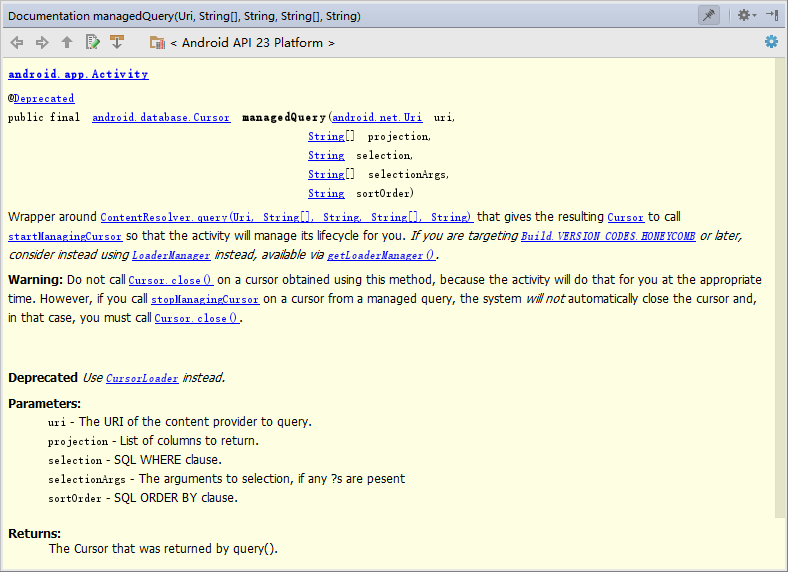 Documentation managedQuery(Uri, String[], String, String[], String)
< Android API 23 Platform >
android.app.Activity
@Deprecated
public final android.database.Cursor managedQuery(android.net.Uri uri,
String[] projection,
String selection,
String[] selectionArgs,
String sortOrder)
Wrapper around ContentResolver.query(Uri, String[], String, String[], String) that gives the resulting Cursor to call
startManagingCursor so that the activity will manage its lifecycle for you. If you are targeting Build.VERSION_CODES.HONEYCOMB or later,
consider instead using LoaderManager instead, available via getLoaderManager().
Warning: Do not call Cursor.close() on a cursor obtained using this method, because the activity will do that for you at the appropriate
time. However, if you call stopManagingCursor on a cursor from a managed query, the system will not automatically close the cursor and,
in that case, you must call Cursor.close().
Deprecated Use CursorLoader instead.
Parameters:
uri - The URI of the content provider to query.
projection - List of columns to return.
selection - SQL WHERE clause.
selectionArgs - The arguments to selection, if any ?s are pesent
sortOrder - SQL ORDER BY clause.
Returns:
The Cursor that was returned by query().